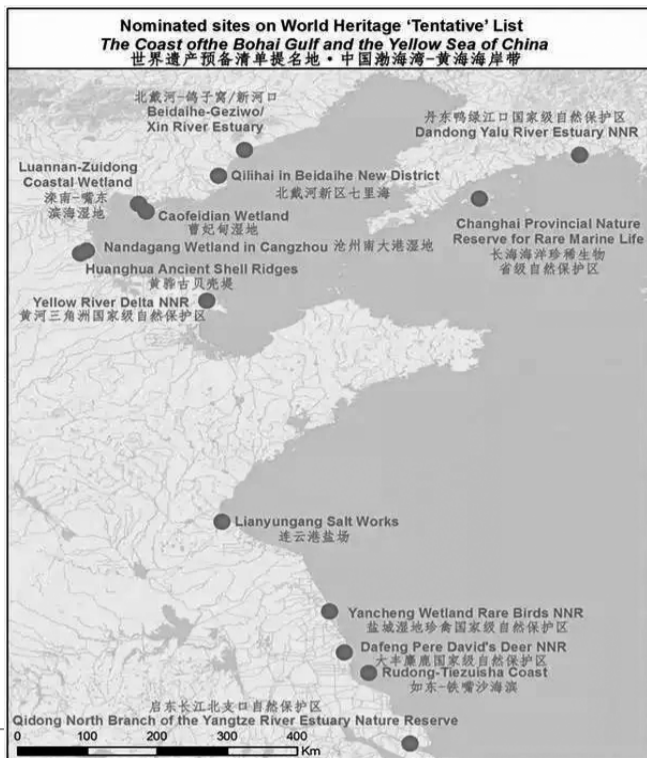 Nominated sites on World Heritage ‘Tentative’ List
The Coast ofthe Bohai Gulf and the Yellow Sea of China
世界遗产预备清单提名地·中国渤海湾-黄海海岸带
北戴河-鸽子窝/新河口
Beidaihe-Geziwo/
Xin River Estuary
丹东鸭绿江口国家级自然保护区
Dandong Yalu River Estuary NNR
Luannan-Zuidong
Coastal Wetland
滦南-嘴东
滨海湿地
Qilihai in Beidaihe New District
北戴河新区七里海
Caofeidian Wetland
曹妃甸湿地
Changhai Provincial Nature
Reserve for Rare Marine Life
长海海洋珍稀生物
省级自然保护区
Nandagang Wetland in Cangzhou 沧州南大港湿地
Huanghua Ancient Shell Ridges
黄骅古贝壳堤
Yellow River Delta NNR
黄河三角洲国家级自然保护区
Lianyungang Salt Works
连云港盐场
Yancheng Wetland Rare Birds NNR
盐城湿地珍禽国家级自然保护区
Dafeng Pere David's Deer NNR
大丰麋鹿国家级自然保护区
Rudong-Tiezuisha Coast
如东-铁嘴沙海滨
启东长江北支口自然保护区
Qidong North Branch of the Yangtze River Estuary Nature Reserve
0 100 200 300 400
Km